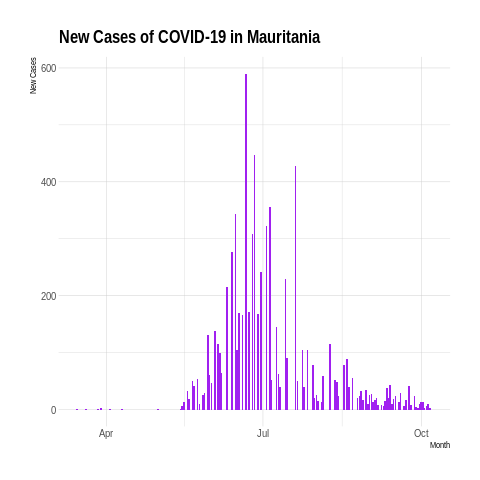 New Cases of COVID-19 in Mauritania
New Cases
600
400
200
0
Apr
Jul
Oct
Month